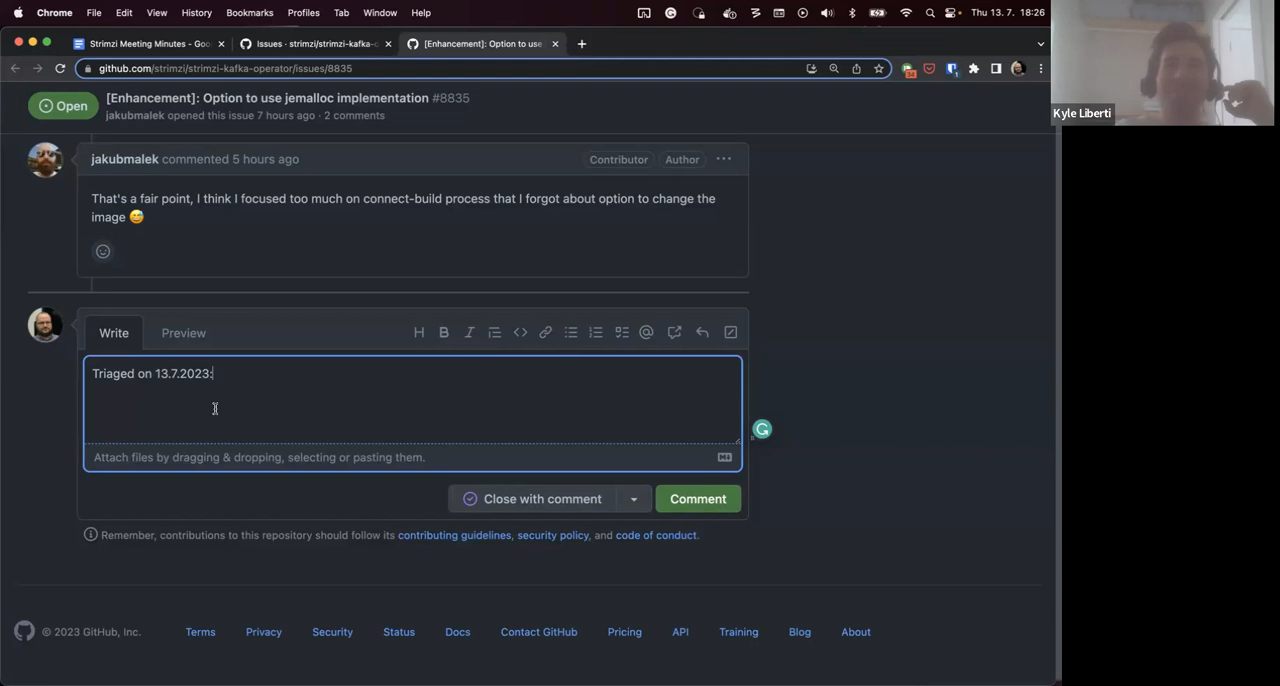 Chrome File Edit View History Bookmarks Profiles Tab Window Help Thu 13. 7. 18:26
Strimzi Meeting Minutes - Goo
Issues · strimzi/strimzi-kafka-o
[Enhancement]: Option to use
github.com/strimzi/strimzi-kafka-operator/issues/8835
Open
[Enhancement]: Option to use jemalloc implementation #8835
jakubmalek opened this issue 7 hours ago · 2 comments
Kyle Liberti
jakubmalek commented 5 hours ago
Contributor Author
That's a fair point, I think I focused too much on connect-build process that I forgot about option to change the
image 😅
Write Preview
Triaged on 13.7.2023:
Attach files by dragging & dropping, selecting or pasting them.
Close with comment Comment
Remember, contributions to this repository should follow its contributing guidelines, security policy, and code of conduct.
© 2023 GitHub, Inc. Terms Privacy Security Status Docs Contact GitHub Pricing API Training Blog About